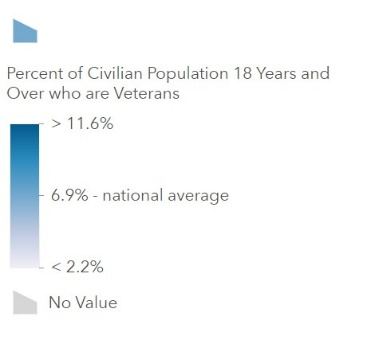 Percent of Civilian Population 18 Years and
Over who are Veterans
> 11.6%
6.9% - national average
< 2.2%
No Value